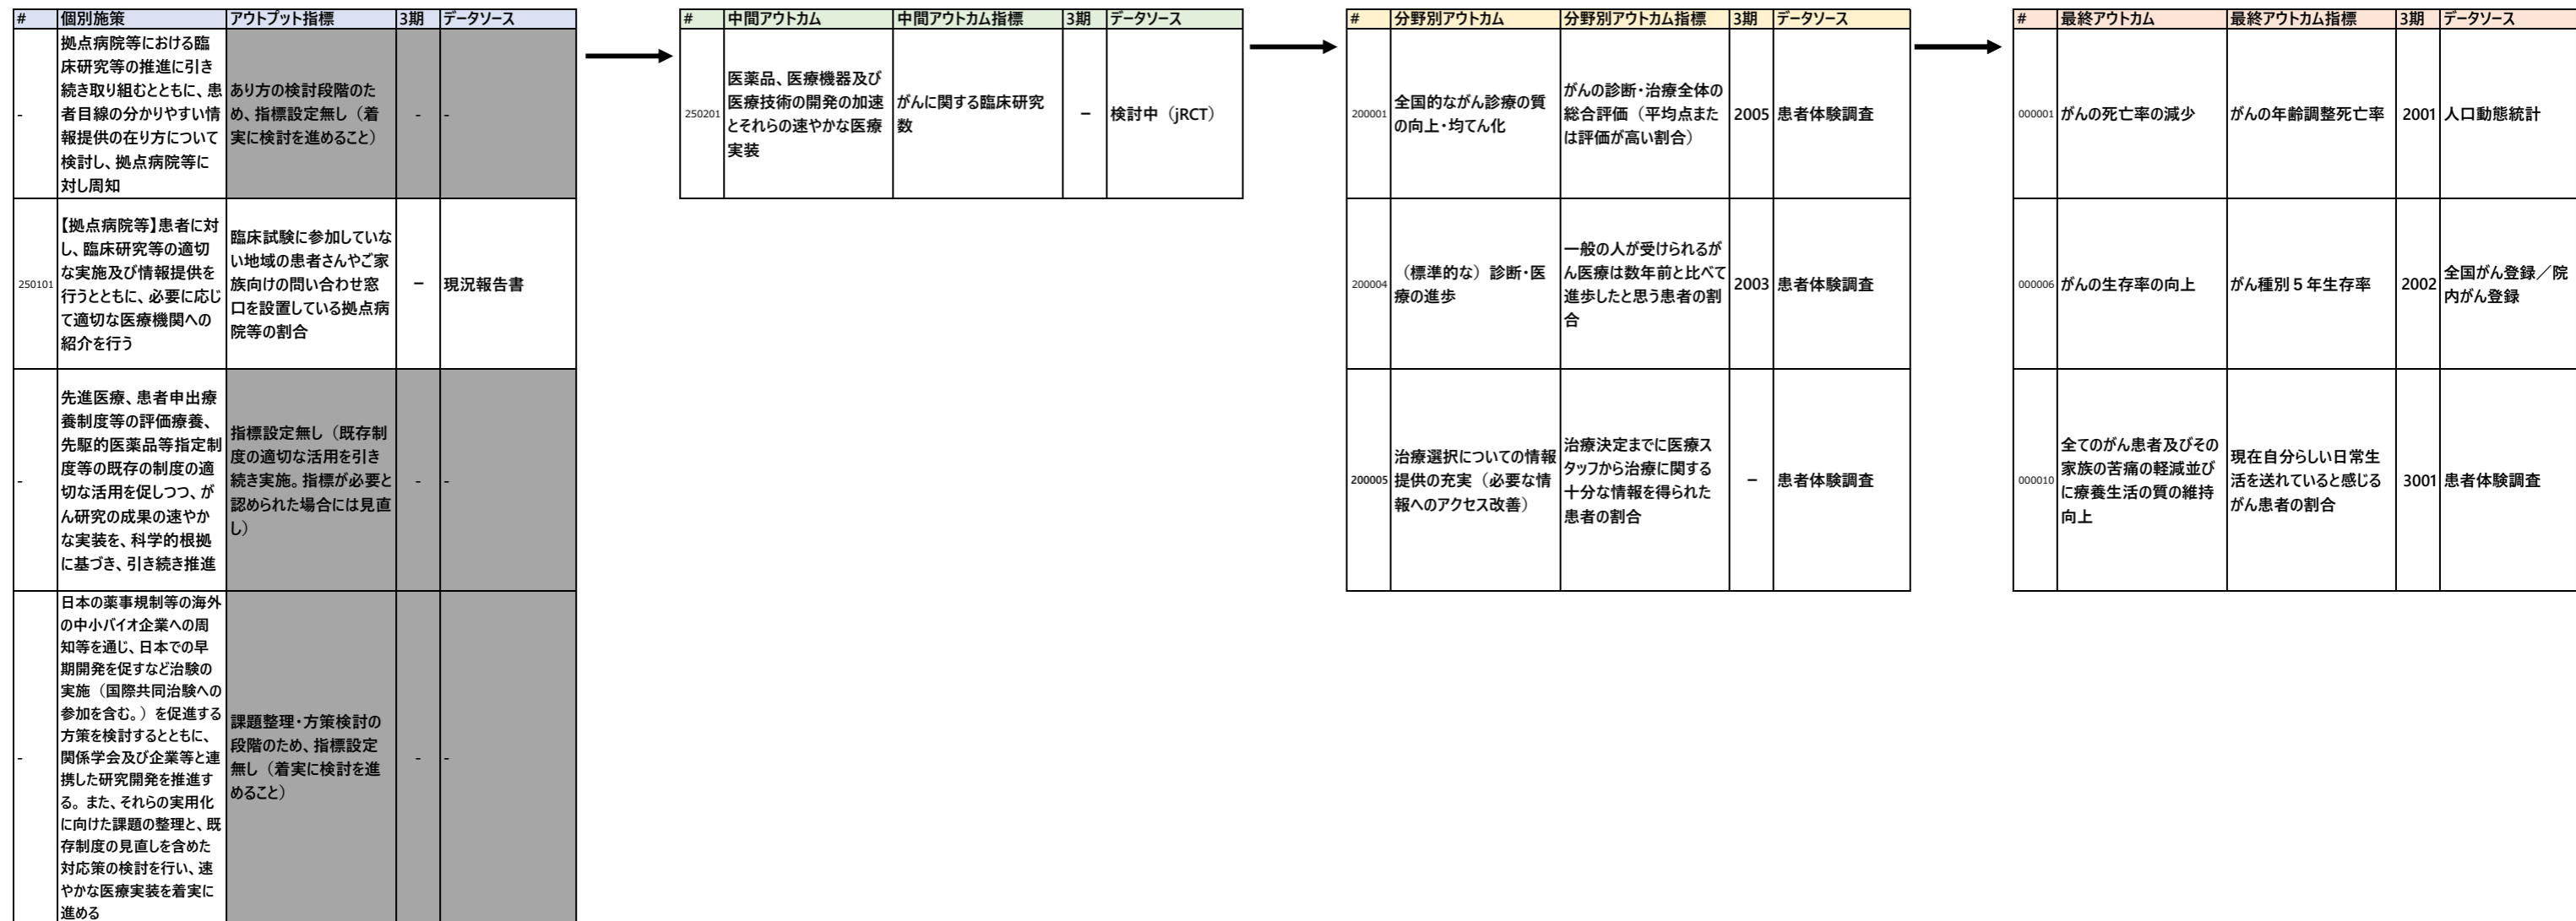 # 個別施策 アウトプット指標 3期 データソース
-
拠点病院等における臨
床研究等の推進に引き
続き取り組むとともに、患
者目線の分かりやすい情
報提供の在り方について
検討し、拠点病院等に
対し周知
あり方の検討段階のた
め、指標設定無し（着
実に検討を進めること）
-
-
250101
【拠点病院等】患者に対
し、臨床研究等の適切
な実施及び情報提供を
行うとともに、必要に応じ
て適切な医療機関への
紹介を行う
臨床試験に参加していな
い地域の患者さんやご家
族向けの問い合わせ窓
口を設置している拠点病
院等の割合
－
現況報告書
-
先進医療、患者申出療
養制度等の評価療養、
先駆的医薬品等指定制
度等の既存の制度の適
切な活用を促しつつ、が
ん研究の成果の速やか
な実装を、科学的根拠
に基づき、引き続き推進
指標設定無し（既存制
度の適切な活用を引き
続き実施。指標が必要と
認められた場合には見直
し）
-
-
-
日本の薬事規制等の海外
の中小バイオ企業への周
知等を通じ、日本での早
期開発を促すなど治験の
実施（国際共同治験への
参加を含む。）を促進する
方策を検討するとともに、
関係学会及び企業等と連
携した研究開発を推進す
る。また、それらの実用化
に向けた課題の整理と、既
存制度の見直しを含めた
対応策の検討を行い、速
やかな医療実装を着実に
進める
課題整理・方策検討の
段階のため、指標設定
無し（着実に検討を進
めること）
-
-
# 中間アウトカム 中間アウトカム指標 3期 データソース
250201
医薬品、医療機器及び
医療技術の開発の加速
とそれらの速やかな医療
実装
がんに関する臨床研究
数
－
検討中（jRCT）
# 分野別アウトカム 分野別アウトカム指標 3期 データソース
200001
全国的ながん診療の質
の向上・均てん化
がんの診断・治療全体の
総合評価（平均点また
は評価が高い割合）
2005
患者体験調査
200004
（標準的な）診断・医
療の進歩
一般の人が受けられるが
ん医療は数年前と比べて
進歩したと思う患者の割
合
2003
患者体験調査
200005
治療選択についての情報
提供の充実（必要な情
報へのアクセス改善）
治療決定までに医療ス
タッフから治療に関する
十分な情報を得られた
患者の割合
－
患者体験調査
# 最終アウトカム 最終アウトカム指標 3期 データソース
000001
がんの死亡率の減少
がんの年齢調整死亡率
2001
人口動態統計
000006
がんの生存率の向上
がん種別５年生存率
2002
全国がん登録／院
内がん登録
000010
全てのがん患者及びその
家族の苦痛の軽減並び
に療養生活の質の維持
向上
現在自分らしい日常生
活を送れていると感じる
がん患者の割合
3001
患者体験調査